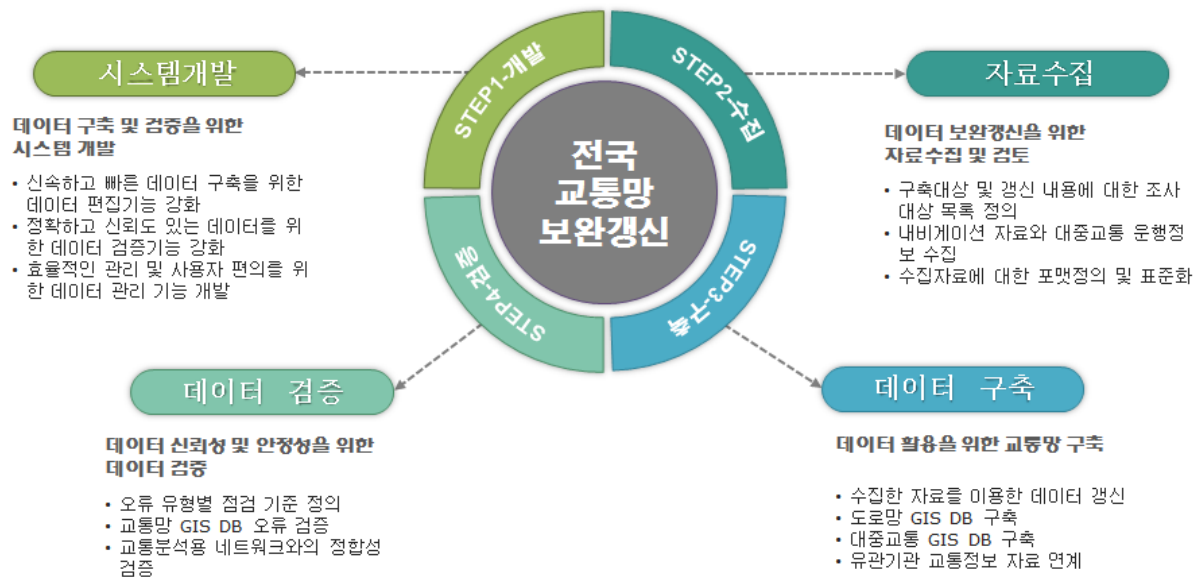 전국
교통망
보완갱신
STEP1-개발
시스템개발
데이터 구축 및 검증을 위한
시스템 개발
• 신속하고 빠른 데이터 구축을 위한
데이터 편집기능 강화
• 정확하고 신뢰도 있는 데이터를 위
한 데이터 검증기능 강화
• 효율적인 관리 및 사용자 편의를 위
한 데이터 관리 기능 개발
STEP2-수집
자료수집
데이터 보완갱신을 위한
자료수집 및 검토
• 구축대상 및 갱신 내용에 대한 조사
대상 목록 정의
• 내비게이션 자료와 대중교통 운행정
보 수집
• 수집자료에 대한 포맷정의 및 표준화
STEP3-구축
데이터 구축
데이터 활용을 위한 교통망 구축
• 수집한 자료를 이용한 데이터 갱신
• 도로망 GIS DB 구축
• 대중교통 GIS DB 구축
• 유관기관 교통정보 자료 연계
STEP4-검증
데이터 검증
데이터 신뢰성 및 안정성을 위한
데이터 검증
• 오류 유형별 점검 기준 정의
• 교통망 GIS DB 오류 검증
• 교통분석용 네트워크와의 정합성
검증